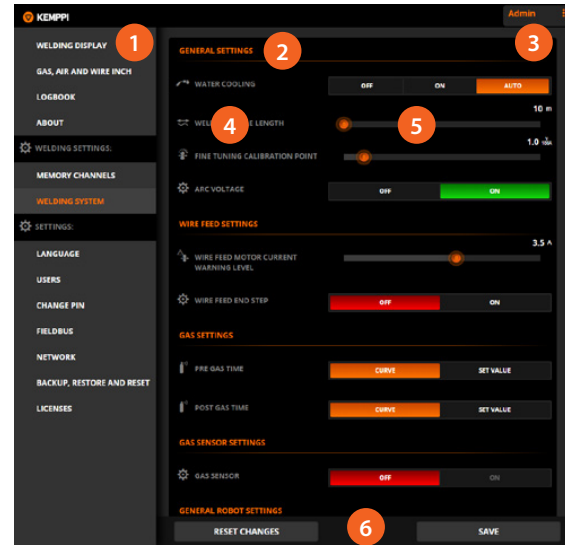 KEMPPI
Admin
WELDING DISPLAY
1
GAS, AIR AND WIRE INCH
LOGBOOK
ABOUT
WELDING SETTINGS:
MEMORY CHANNELS
WELDING SYSTEM
SETTINGS:
LANGUAGE
USERS
CHANGE PIN
FIELDBUS
NETWORK
BACKUP, RESTORE AND RESET
LICENSES
GENERAL SETTINGS
2
3
WATER COOLING
OFF
ON
AUTO
10 m
4
LENGTH
5
1.0
FINE TUNING CALIBRATION POINT
ARC VOLTAGE
OFF
ON
WIRE FEED SETTINGS
3.5 A
WIRE FEED MOTOR CURRENT
WARNING LEVEL
WIRE FEED END STEP
OFF
ON
GAS SETTINGS
PRE GAS TIME
CURVE
SET VALUE
POST GAS TIME
CURVE
SET VALUE
GAS SENSOR SETTINGS
GAS SENSOR
OFF
ON
GENERAL ROBOT SETTINGS
RESET CHANGES
6
SAVE